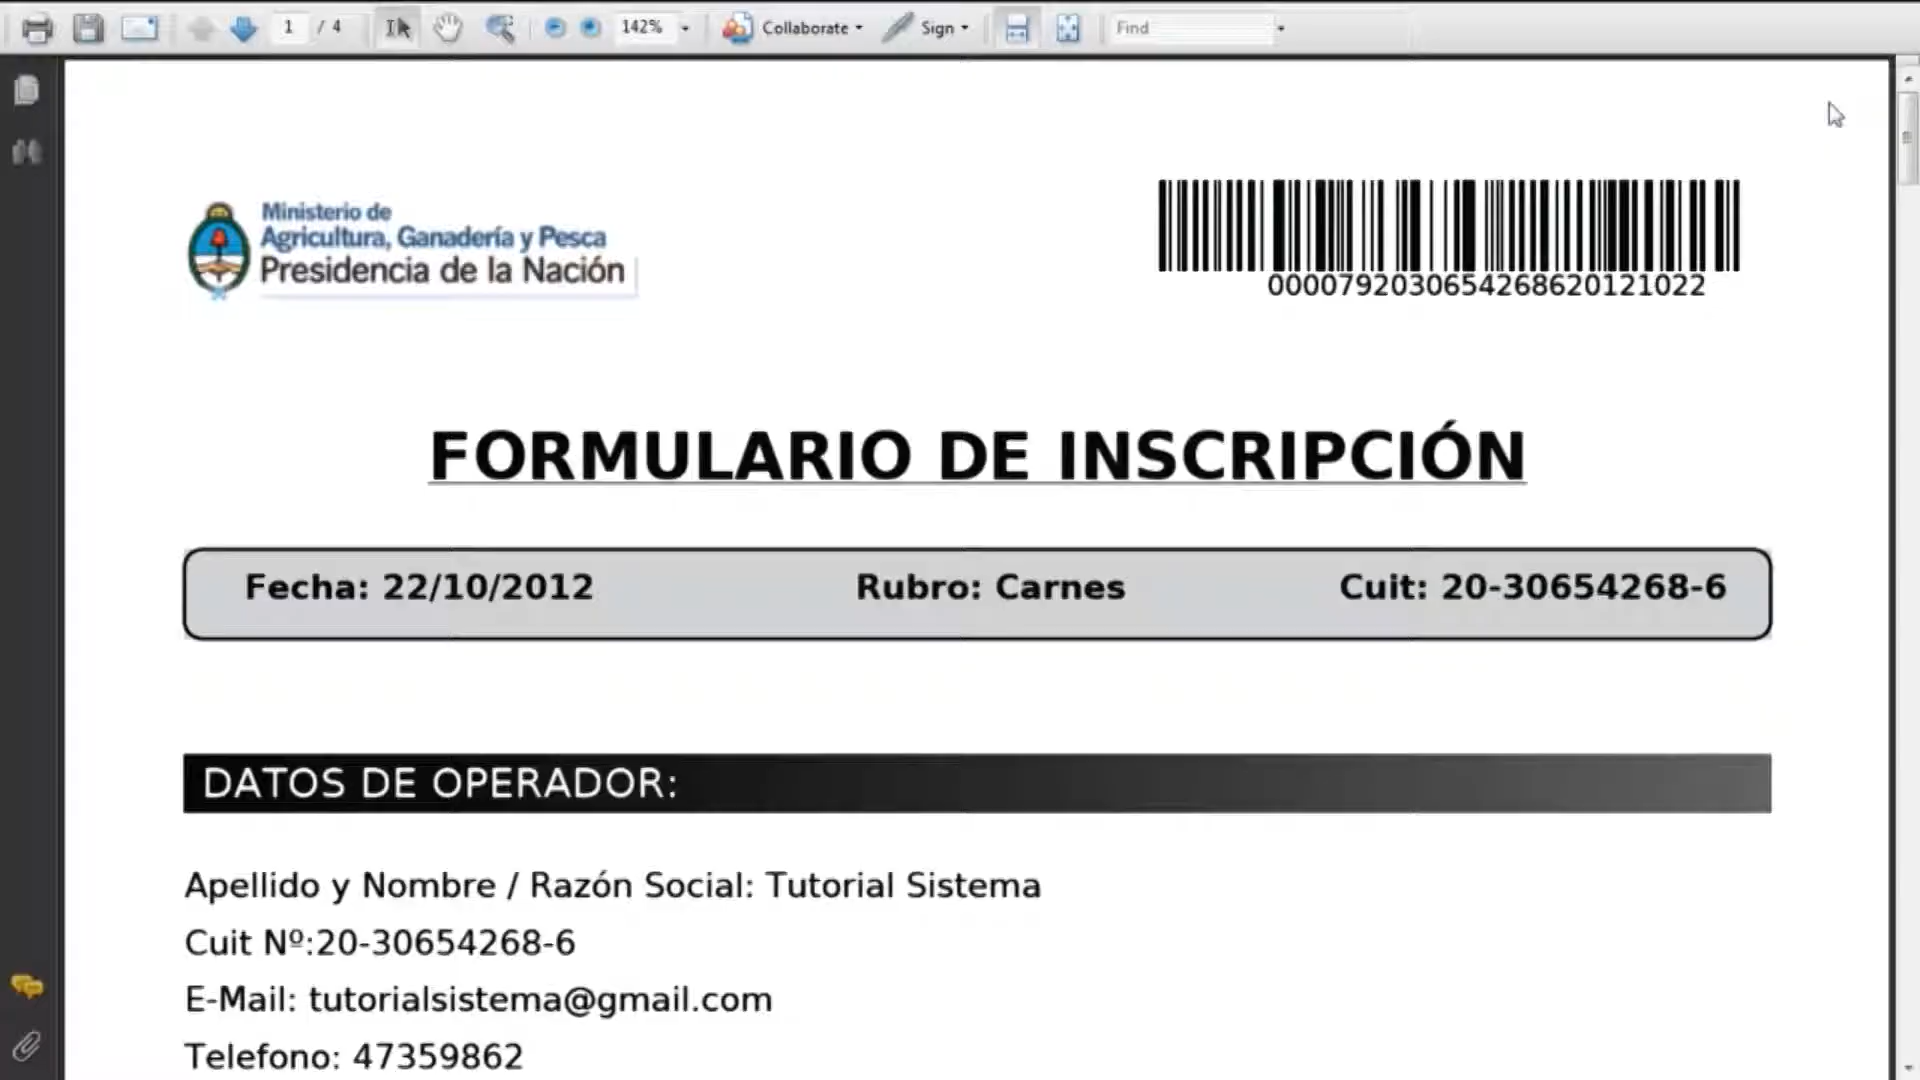 1 / 4
142%
Collaborate
Sign
Find
Ministerio de
Agricultura, Ganadería y Pesca
Presidencia de la Nación
0000792030654268620121022
FORMULARIO DE INSCRIPCIÓN
Fecha: 22/10/2012 Rubro: Carnes Cuit: 20-30654268-6
DATOS DE OPERADOR:
Apellido y Nombre / Razón Social: Tutorial Sistema
Cuit Nº:20-30654268-6
E-Mail: tutorialsistema@gmail.com
Telefono: 47359862